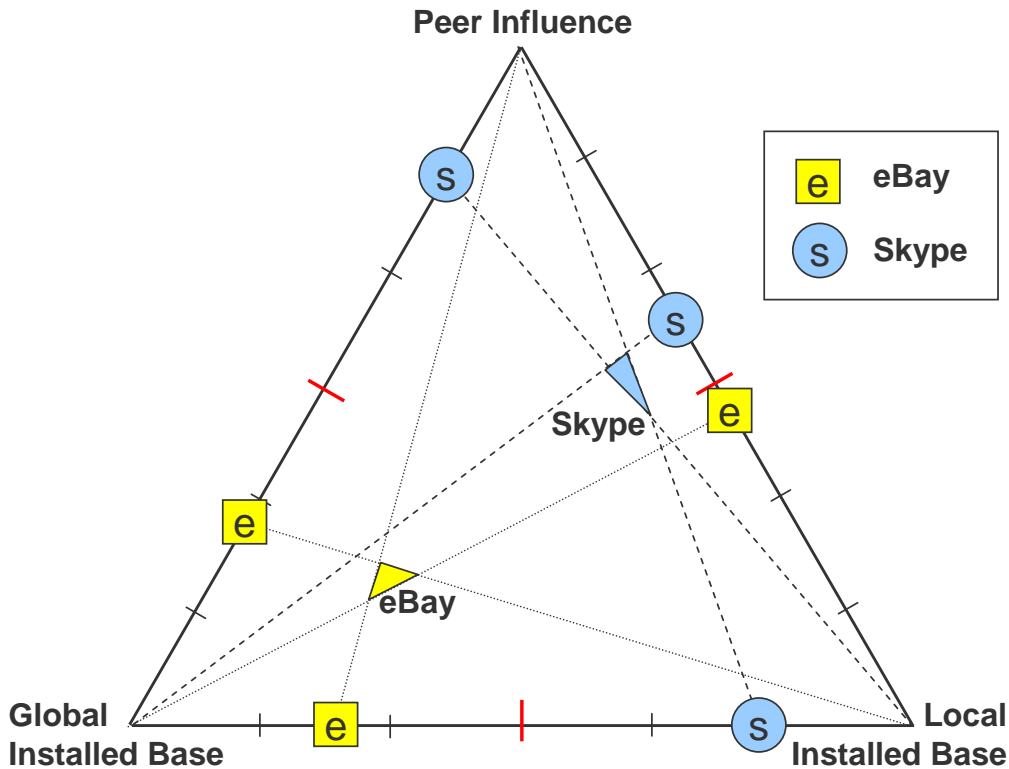 Peer Influence
s
e eBay
s Skype
s
Skype
e
e
eBay
Global
Installed Base
e
s
Local
Installed Base